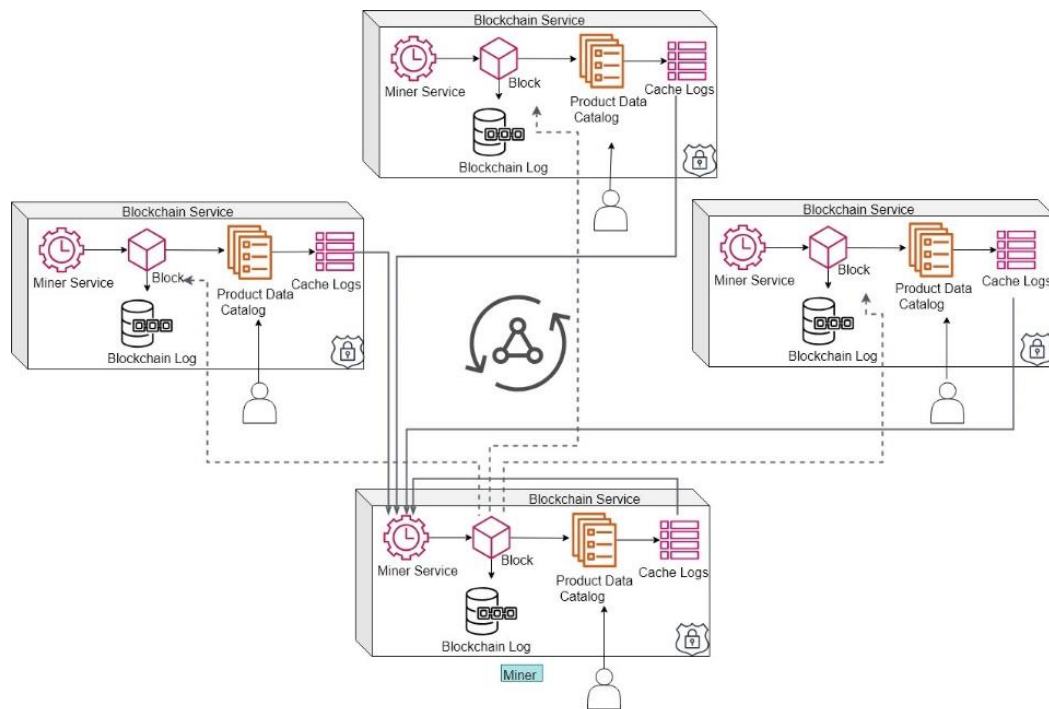 Blockchain Service
Miner Service
Block
Product Data
Catalog
Cache Logs
Blockchain Log
Blockchain Service
Miner Service
Block
Product Data
Catalog
Cache Logs
Blockchain Log
Blockchain Service
Miner Service
Block
Product Data
Catalog
Cache Logs
Blockchain Log
Blockchain Service
Miner Service
Block
Product Data
Catalog
Cache Logs
Blockchain Log
Miner